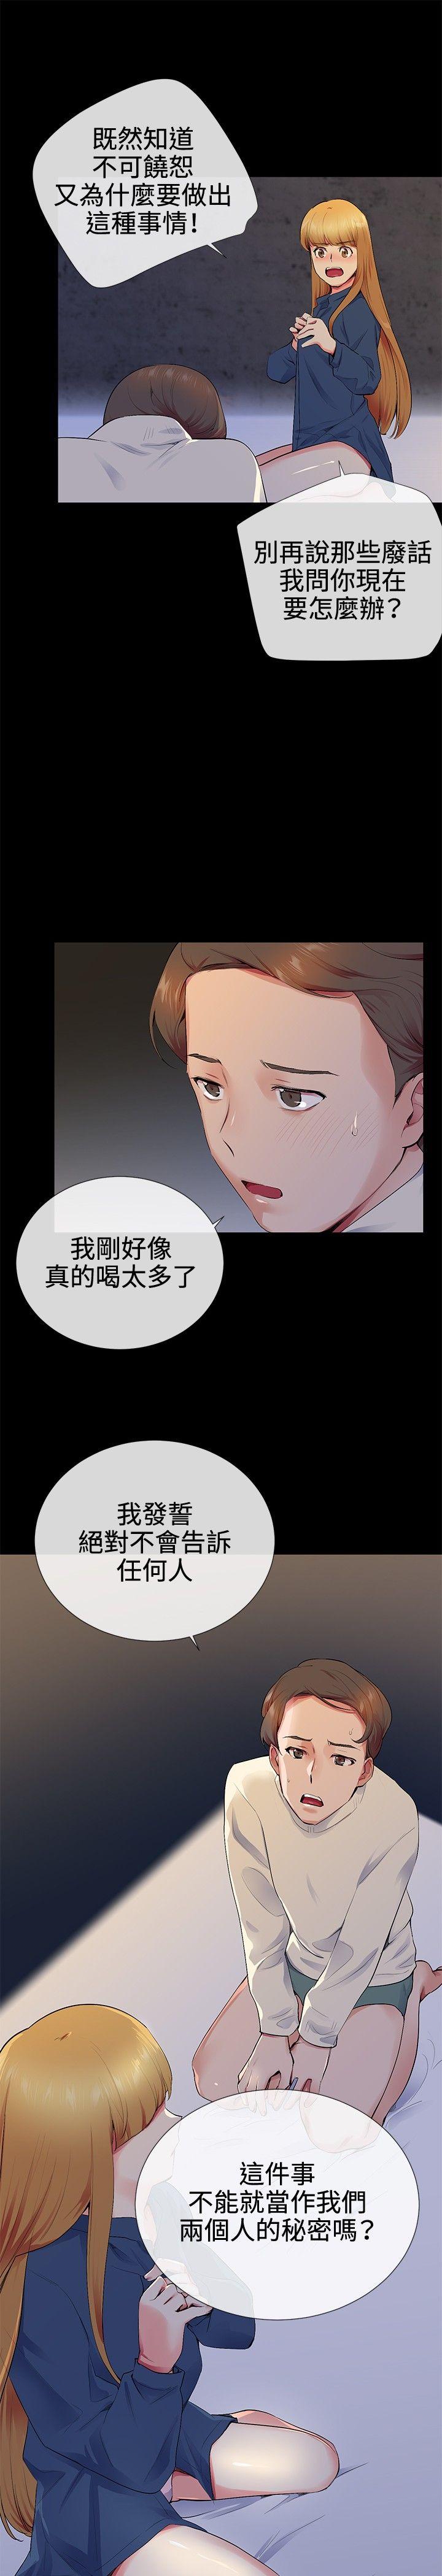 既然知道
不可饒恕
又為什麼要做出
這種事情！
別再說那些廢話
我問你現在
要怎麼辦？
我剛好像
真的喝太多了
我發誓
絕對不會告訴
任何人
這件事
不能就當作我們
兩個人的秘密嗎？